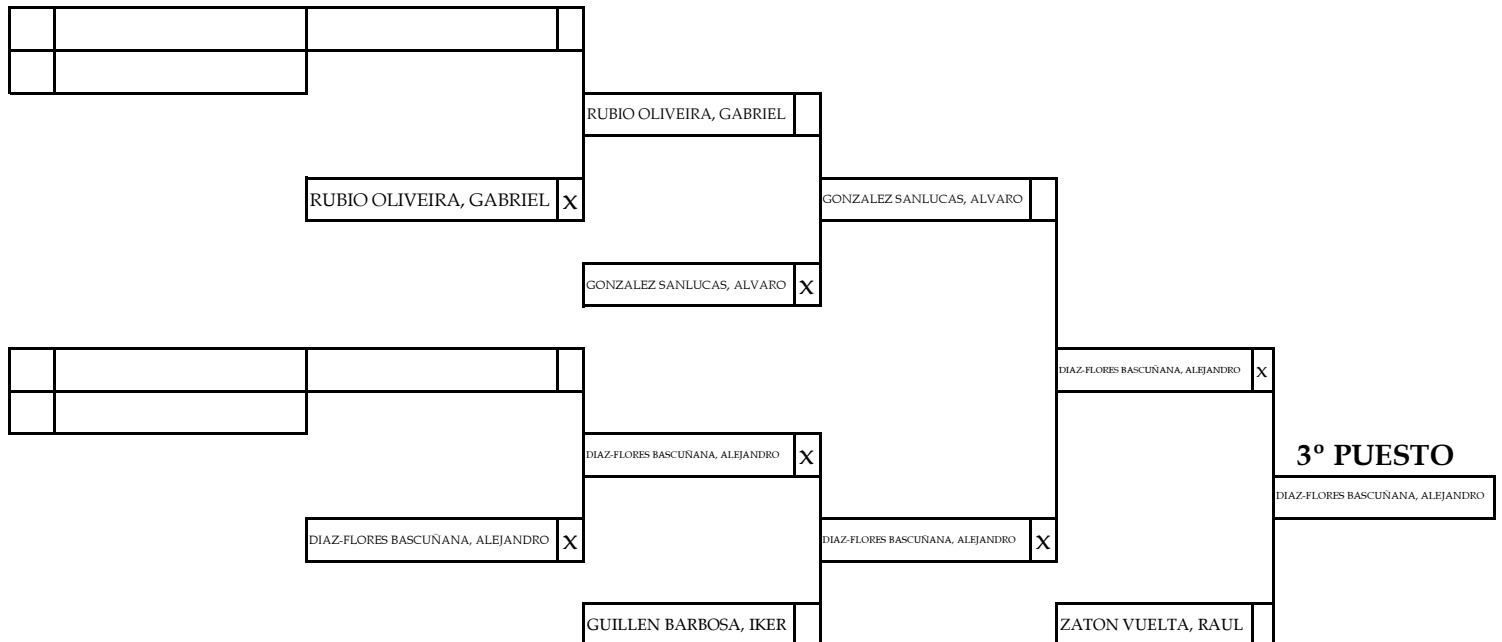 RUBIO OLIVEIRA, GABRIEL
RUBIO OLIVEIRA, GABRIEL x
GONZALEZ SANLUCAS, ALVARO
GONZALEZ SANLUCAS, ALVARO x
DIAZ-FLORES BASCUÑANA, ALEJANDRO x
DIAZ-FLORES BASCUÑANA, ALEJANDRO x
3º PUESTO
DIAZ-FLORES BASCUÑANA, ALEJANDRO
DIAZ-FLORES BASCUÑANA, ALEJANDRO x
DIAZ-FLORES BASCUÑANA, ALEJANDRO x
GUILLEN BARBOSA, IKER
ZATON VUELTA, RAUL